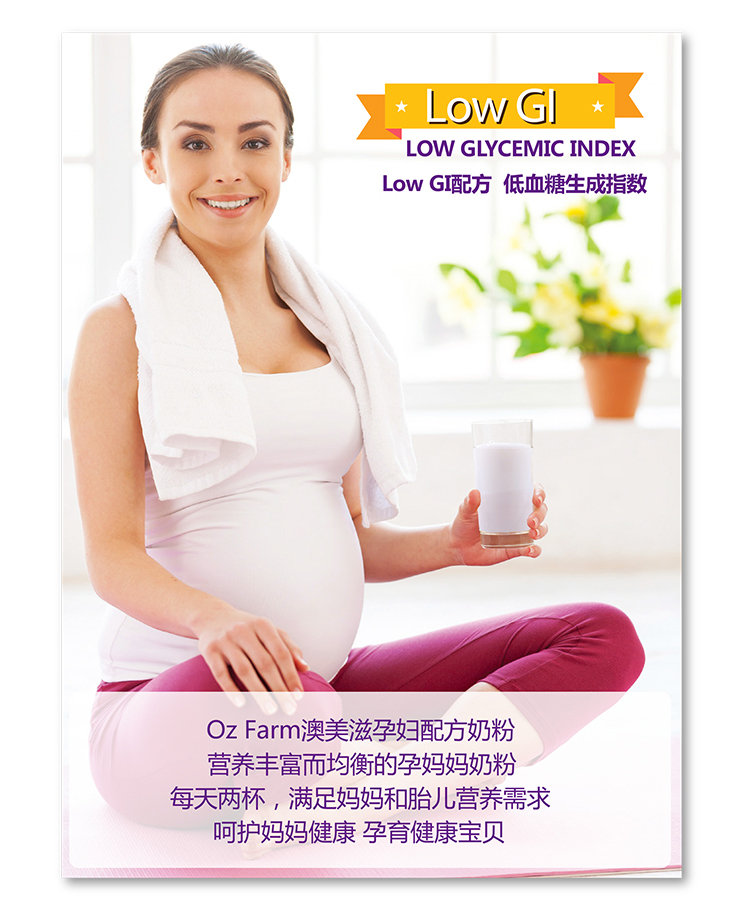 Low GI
LOW GLYCEMIC INDEX
Low GI配方 低血糖生成指数
Oz Farm澳美滋孕妇配方奶粉
营养丰富而均衡的孕妈妈奶粉
每天两杯，满足妈妈和胎儿营养需求
呵护妈妈健康 孕育健康宝贝